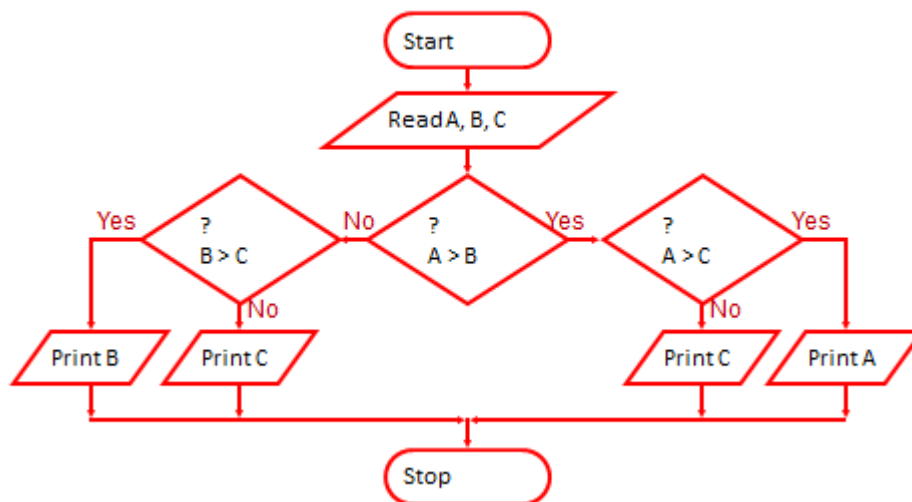 Start
Read A, B, C
Yes
?
B > C
No
?
A > B
Yes
?
A > C
Yes
No
No
Print B
Print C
Print C
Print A
Stop